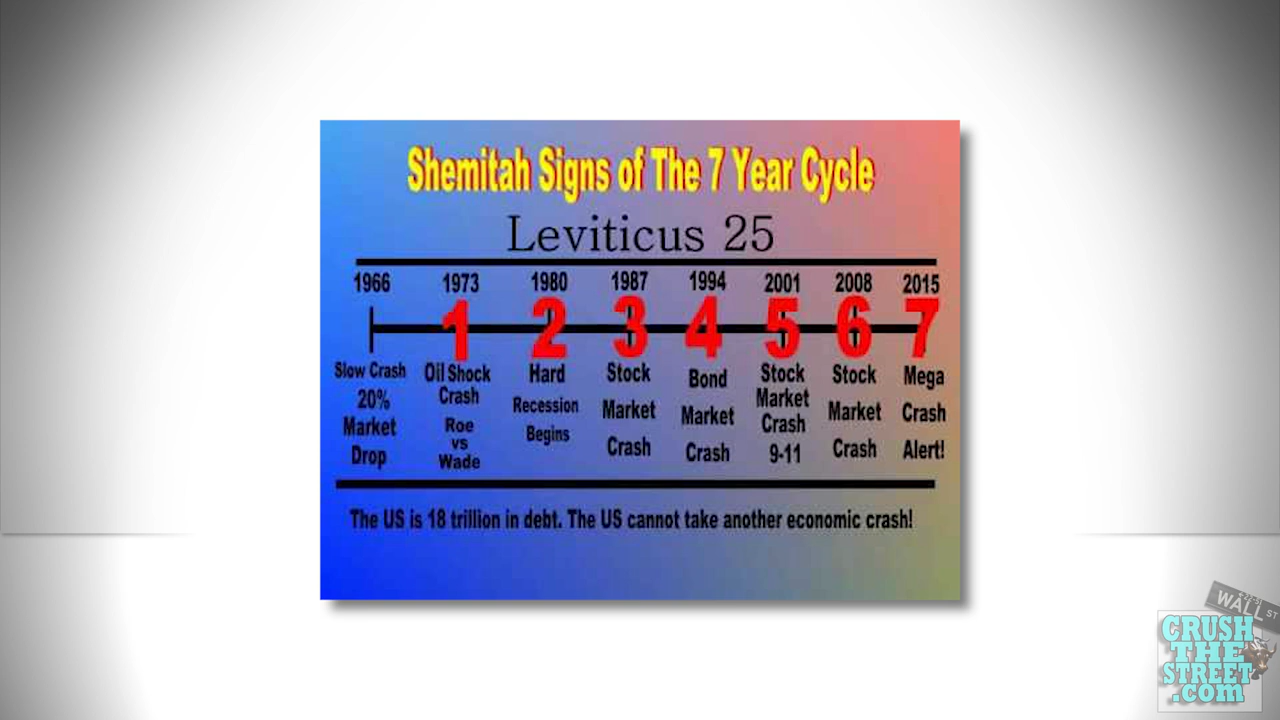 Shemitah Signs of The 7 Year Cycle
Leviticus 25
1966 1973 1980 1987 1994 2001 2008 2015
1 2 3 4 5 6 7
Slow Crash
20%
Market
Drop
Oil Shock
Crash
Roe
vs
Wade
Hard
Recession
Begins
Stock
Market
Crash
Bond
Market
Crash
Stock
Market
Crash
9-11
Stock
Market
Crash
Mega
Crash
Alert!
The US is 18 trillion in debt. The US cannot take another economic crash!
WALL ST
CRUSH
THE
STREET
.com